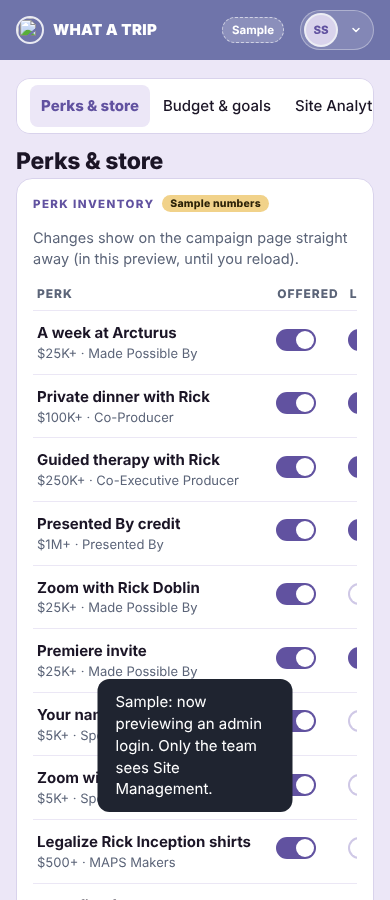 WHAT A TRIP
Sample
SS
Perks & store
Budget & goals
Site Analyt
Perks & store
PERK INVENTORY
Sample numbers
Changes show on the campaign page straight
away (in this preview, until you reload).
PERK OFFERED L
A week at Arcturus
$25K+ · Made Possible By
Private dinner with Rick
$100K+ · Co-Producer
Guided therapy with Rick
$250K+ · Co-Executive Producer
Presented By credit
$1M+ · Presented By
Zoom with Rick Doblin
$25K+ · Made Possible By
Premiere invite
$25K+ · Made Possible By
Your nar
$5K+ · Sp
Zoom wi
$5K+ · Sp
Sample: now
previewing an admin
login. Only the team
sees Site
Management.
Legalize Rick Inception shirts
$500+ · MAPS Makers